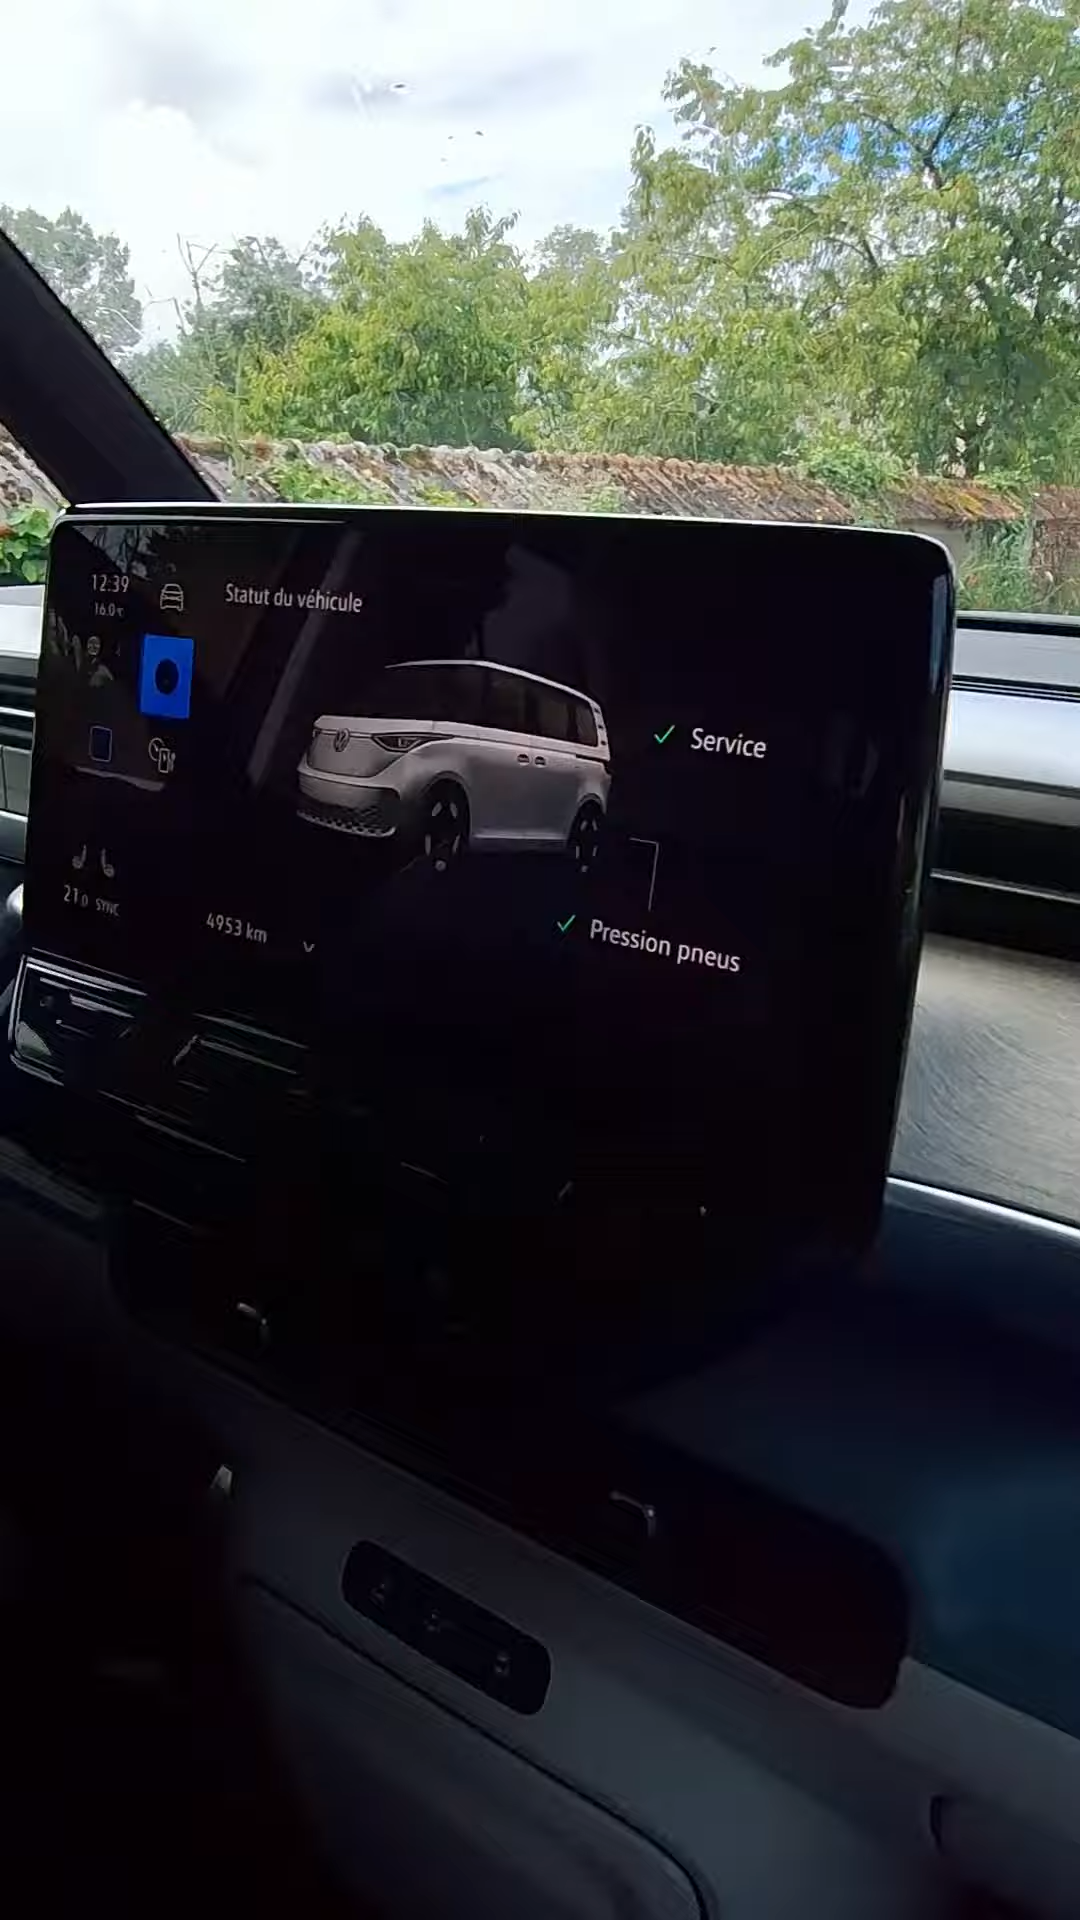 12:39
16.0°C
Statut du véhicule
Service
Pression pneus
21.0 SYNC
4953 km